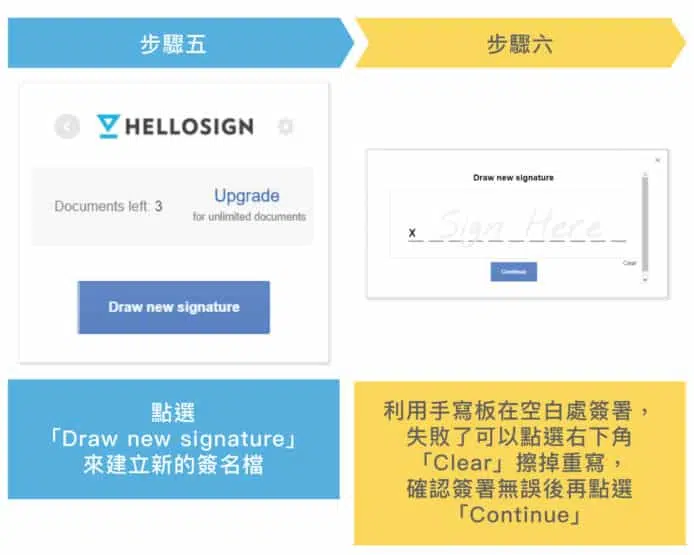 步驟五
HELLOSIGN
Documents left: 3
Upgrade
for unlimited documents
Draw new signature
點選
「Draw new signature」
來建立新的簽名檔
步驟六
Draw new signature
x Sign Here
Clear
Continue
利用手寫板在空白處簽署，
失敗了可以點選右下角
「Clear」擦掉重寫，
確認簽署無誤後再點選
「Continue」